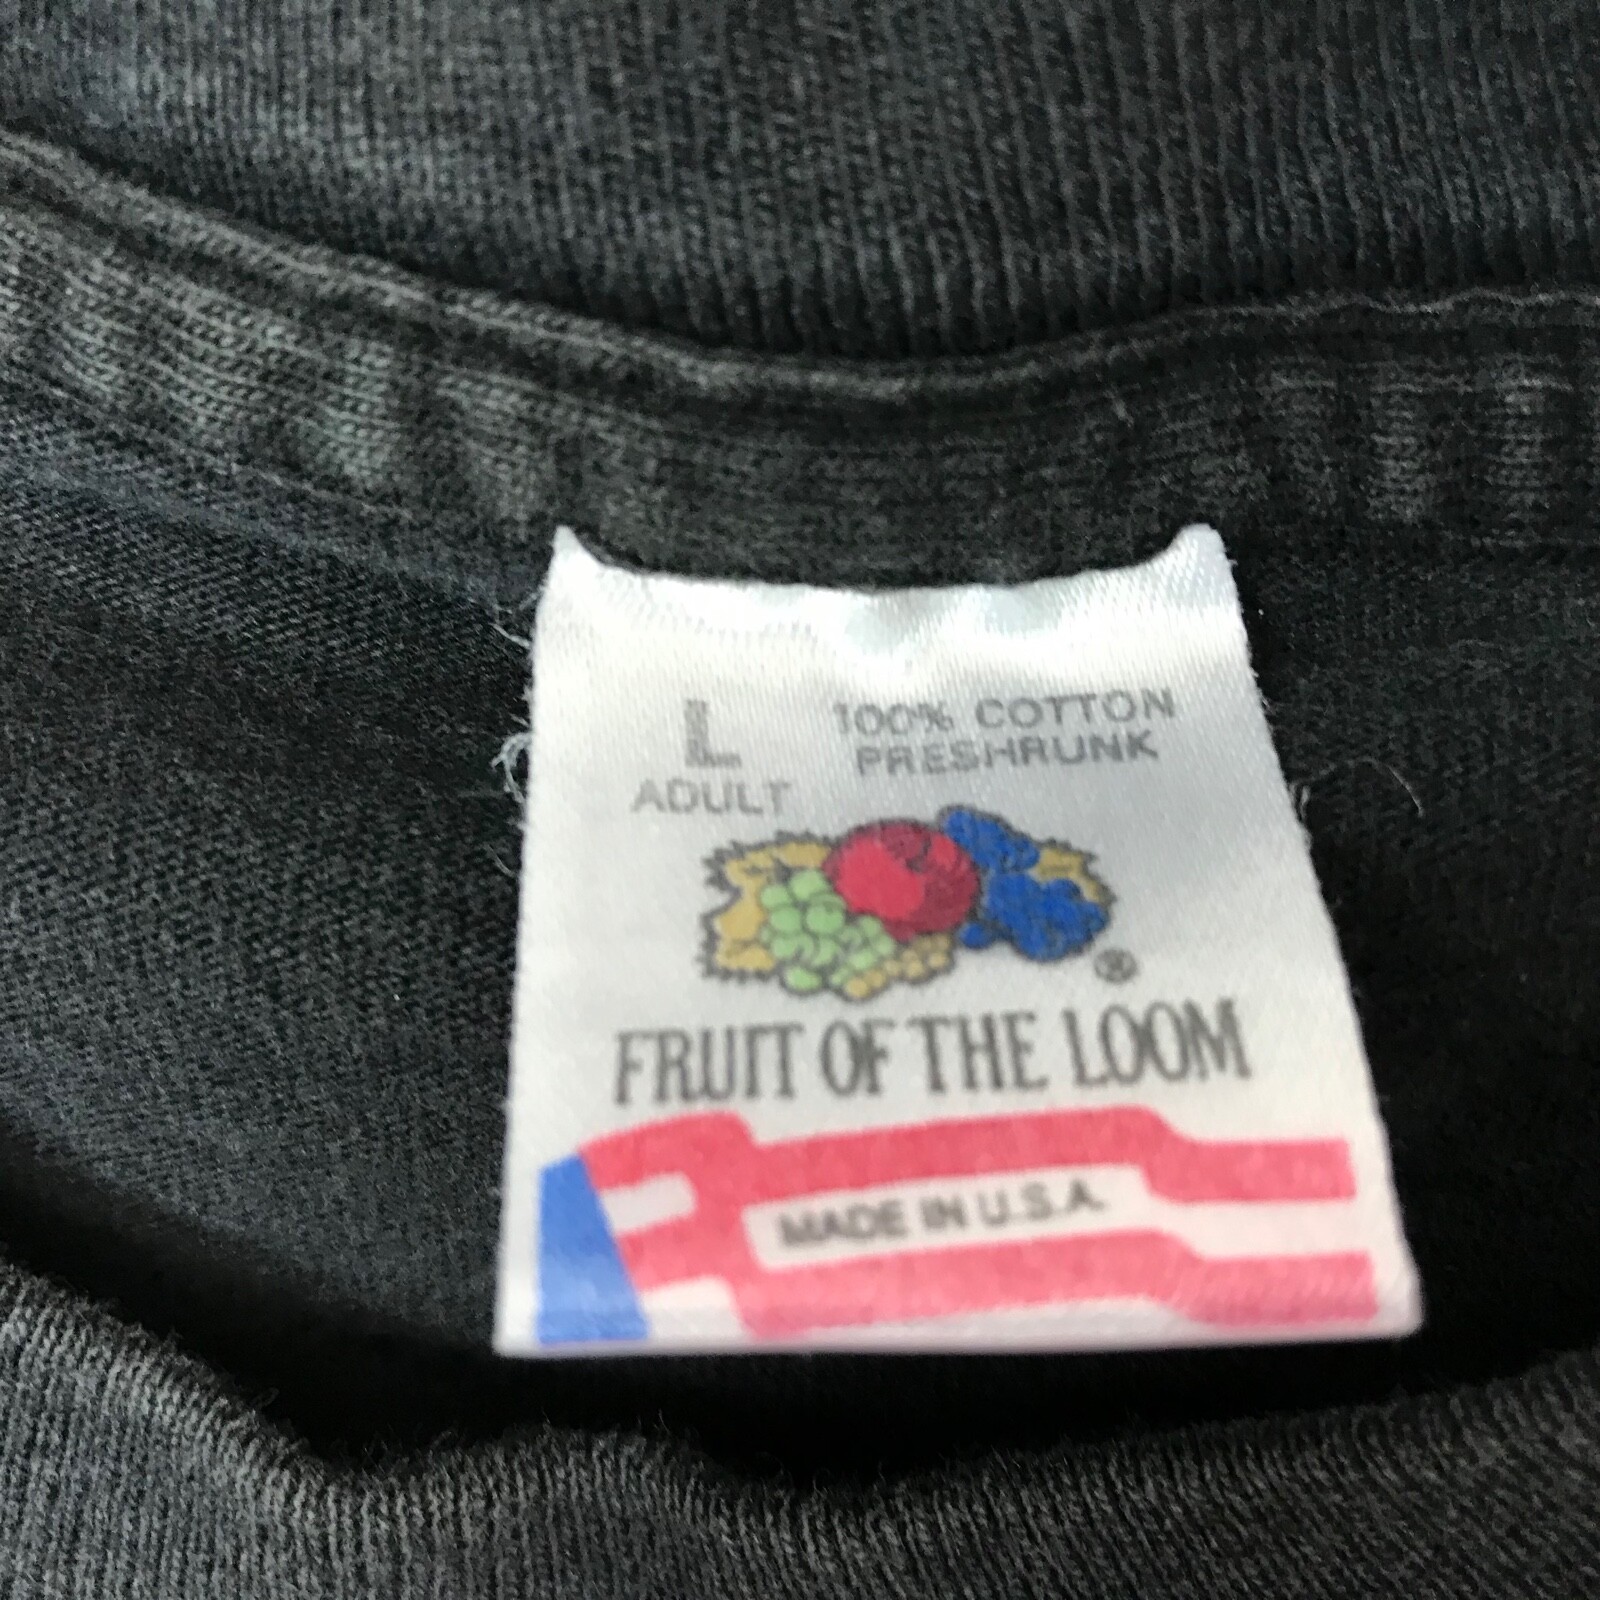 L
ADULT
100% COTTON
PRESHRUNK
®
FRUIT OF THE LOOM
MADE IN U.S.A.